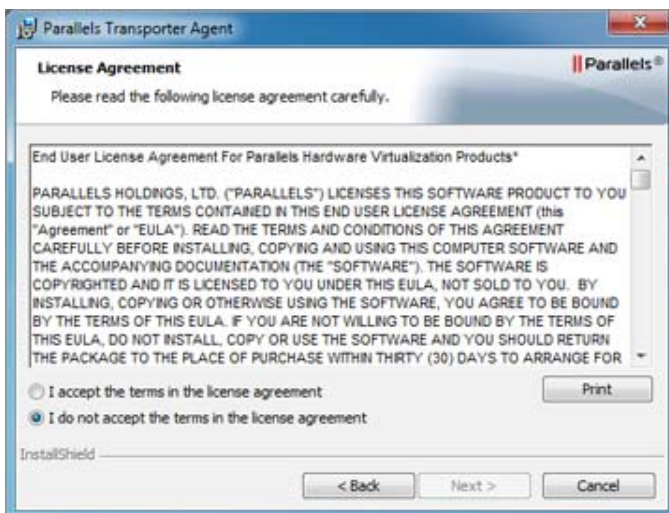 Parallels Transporter Agent
License Agreement
Please read the following license agreement carefully.
|| Parallels®
End User License Agreement For Parallels Hardware Virtualization Products*
PARALLELS HOLDINGS, LTD. ("PARALLELS") LICENSES THIS SOFTWARE PRODUCT TO YOU
SUBJECT TO THE TERMS CONTAINED IN THIS END USER LICENSE AGREEMENT (this
"Agreement" or "EULA"). READ THE TERMS AND CONDITIONS OF THIS AGREEMENT
CAREFULLY BEFORE INSTALLING, COPYING AND USING THIS COMPUTER SOFTWARE AND
THE ACCOMPANYING DOCUMENTATION (THE "SOFTWARE"). THE SOFTWARE IS
COPYRIGHTED AND IT IS LICENSED TO YOU UNDER THIS EULA, NOT SOLD TO YOU. BY
INSTALLING, COPYING OR OTHERWISE USING THE SOFTWARE, YOU AGREE TO BE BOUND
BY THE TERMS OF THIS EULA. IF YOU ARE NOT WILLING TO BE BOUND BY THE TERMS OF
THIS EULA, DO NOT INSTALL, COPY OR USE THE SOFTWARE AND YOU SHOULD RETURN
THE PACKAGE TO THE PLACE OF PURCHASE WITHIN THIRTY (30) DAYS TO ARRANGE FOR
I accept the terms in the license agreement
Print
I do not accept the terms in the license agreement
InstallShield
< Back
Next >
Cancel